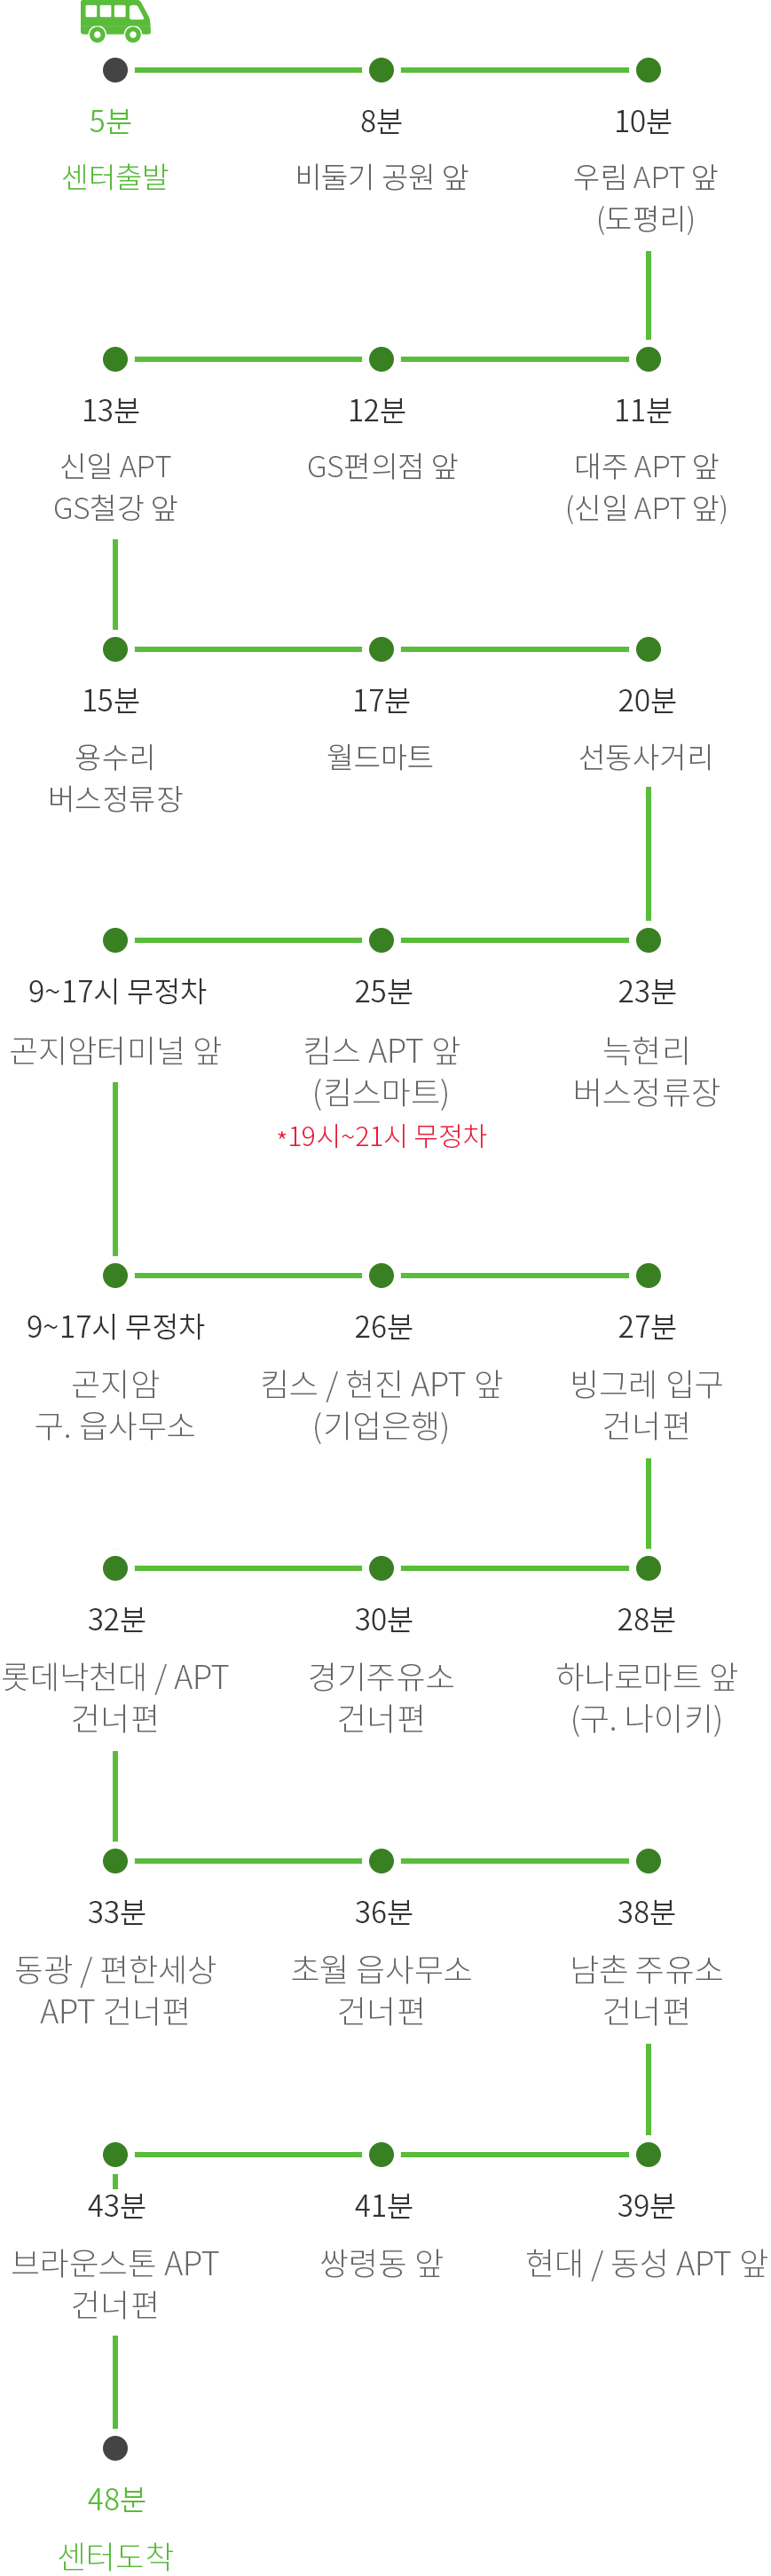 5분
센터출발
8분
비둘기 공원 앞
10분
우림 APT 앞
(도평리)
13분
신일 APT
GS철강 앞
12분
GS편의점 앞
11분
대주 APT 앞
(신일 APT 앞)
15분
용수리
버스정류장
17분
월드마트
20분
선동사거리
9~17시 무정차
곤지암터미널 앞
25분
킴스 APT 앞
(킴스마트)
*19시~21시 무정차
23분
늑현리
버스정류장
9~17시 무정차
곤지암
구. 읍사무소
26분
킴스 / 현진 APT 앞
(기업은행)
27분
빙그레 입구
건너편
32분
롯데낙천대 / APT
건너편
30분
경기주유소
건너편
28분
하나로마트 앞
(구. 나이키)
33분
동광 / 편한세상
APT 건너편
36분
초월 읍사무소
건너편
38분
남촌 주유소
건너편
43분
브라운스톤 APT
건너편
41분
쌍령동 앞
39분
현대 / 동성 APT 앞
48분
센터도착